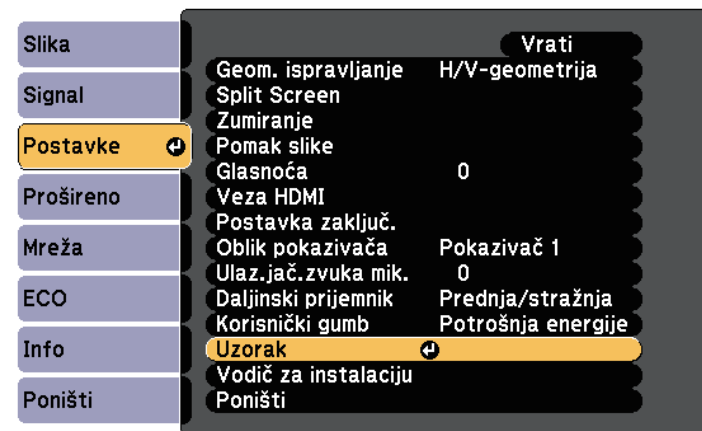 Slika
Signal
Postavke
Prošireno
Mreža
ECO
Info
Poništi
Vrati
Geom. ispravljanje H/V-geometrija
Split Screen
Zumiranje
Pomak slike
Glasnoća 0
Veza HDMI
Postavka zaključ.
Oblik pokazivača Pokazivač 1
Ulaz.jač.zvuka mik. 0
Daljinski prijemnik Prednja/stražnja
Korisnički gumb Potrošnja energije
Uzorak
Vodič za instalaciju
Poništi